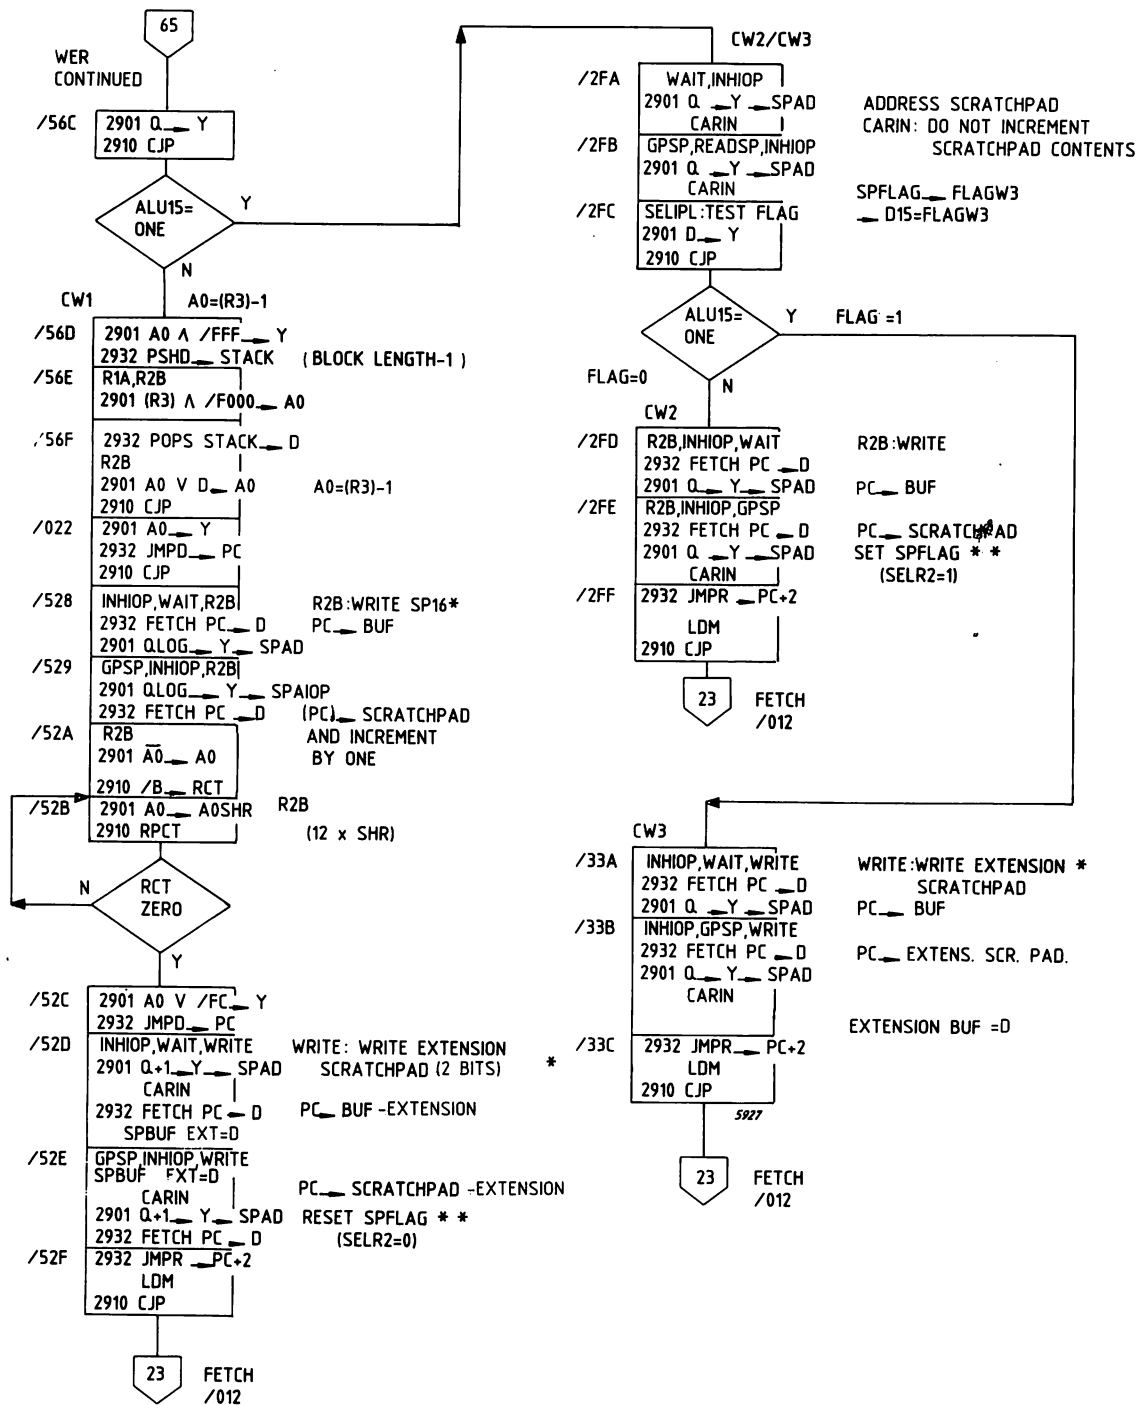 65
WER
CONTINUED
/56C
2901 Q → Y
2910 CJP
ALU15=
ONE
Y
N
CW1
A0=(R3)-1
/56D
2901 A0 ∧ /FFF → Y
2932 PSHD → STACK (BLOCK LENGTH-1)
/56E
R1A,R2B
2901 (R3) ∧ /F000 → A0
/56F
2932 POPS STACK → D
R2B
2901 A0 V D → A0 A0=(R3)-1
2910 CJP
/022
2901 A0 → Y
2932 JMPD → PC
2910 CJP
/528
INHIOP,WAIT,R2B R2B:WRITE SP16*
2932 FETCH PC → D PC → BUF
2901 QLOG → Y → SPAD
/529
GPSP,INHIOP,R2B
2901 QLOG → Y → SPAIOP
2932 FETCH PC → D (PC) → SCRATCHPAD
AND INCREMENT
BY ONE
/52A
R2B
2901 A̅0̅ → A0
2910 /B → RCT
/52B
2901 A0 → A0SHR R2B
2910 RPCT (12 x SHR)
N
RCT
ZERO
Y
/52C
2901 A0 V /FC → Y
2932 JMPD → PC
/52D
INHIOP,WAIT,WRITE WRITE: WRITE EXTENSION
2901 Q+1 → Y → SPAD SCRATCHPAD (2 BITS) *
CARIN
2932 FETCH PC → D PC → BUF-EXTENSION
SPBUF EXT=D
/52E
GPSP,INHIOP,WRITE
SPBUF EXT=D
CARIN PC → SCRATCHPAD-EXTENSION
2901 Q+1 → Y → SPAD RESET SPFLAG * *
2932 FETCH PC → D (SELR2=0)
/52F
2932 JMPR → PC+2
LDM
2910 CJP
23
FETCH
/012
CW2/CW3
/2FA
WAIT,INHIOP
2901 Q → Y → SPAD ADDRESS SCRATCHPAD
CARIN CARIN: DO NOT INCREMENT
SCRATCHPAD CONTENTS
/2FB
GPSP,READSP,INHIOP
2901 Q → Y → SPAD
CARIN SPFLAG → FLAGW3
/2FC
SELIPL:TEST FLAG → D15=FLAGW3
2901 D → Y
2910 CJP
ALU15=
ONE
Y FLAG =1
FLAG=0
N
CW2
/2FD
R2B,INHIOP,WAIT R2B:WRITE
2932 FETCH PC → D
2901 Q → Y → SPAD PC → BUF
/2FE
R2B,INHIOP,GPSP
2932 FETCH PC → D PC → SCRATCHPAD
2901 Q → Y → SPAD SET SPFLAG * *
CARIN (SELR2=1)
/2FF
2932 JMPR → PC+2
LDM
2910 CJP
23
FETCH
/012
CW3
/33A
INHIOP,WAIT,WRITE WRITE:WRITE EXTENSION *
2932 FETCH PC → D SCRATCHPAD
2901 Q → Y → SPAD PC → BUF
/33B
INHIOP,GPSP,WRITE
2932 FETCH PC → D PC → EXTENS. SCR. PAD.
2901 Q → Y → SPAD
CARIN
EXTENSION BUF =D
/33C
2932 JMPR → PC+2
LDM
2910 CJP
5927
23
FETCH
/012